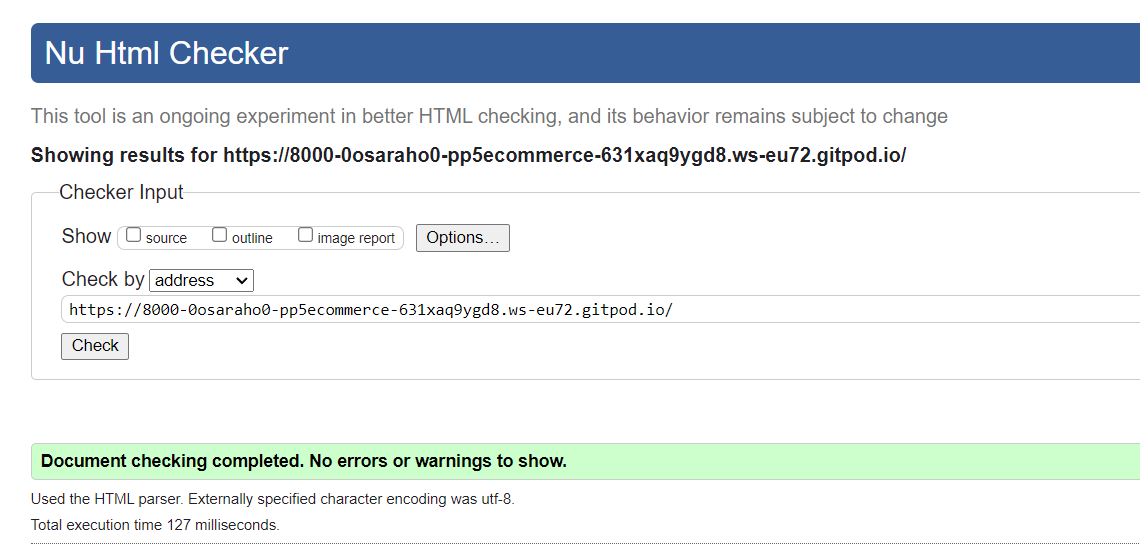 Nu Html Checker
This tool is an ongoing experiment in better HTML checking, and its behavior remains subject to change
Showing results for https://8000-0osaraho0-pp5ecommerce-631xaq9ygd8.ws-eu72.gitpod.io/
Checker Input
Show source outline image report Options...
Check by address
https://8000-0osaraho0-pp5ecommerce-631xaq9ygd8.ws-eu72.gitpod.io/
Check
Document checking completed. No errors or warnings to show.
Used the HTML parser. Externally specified character encoding was utf-8.
Total execution time 127 milliseconds.